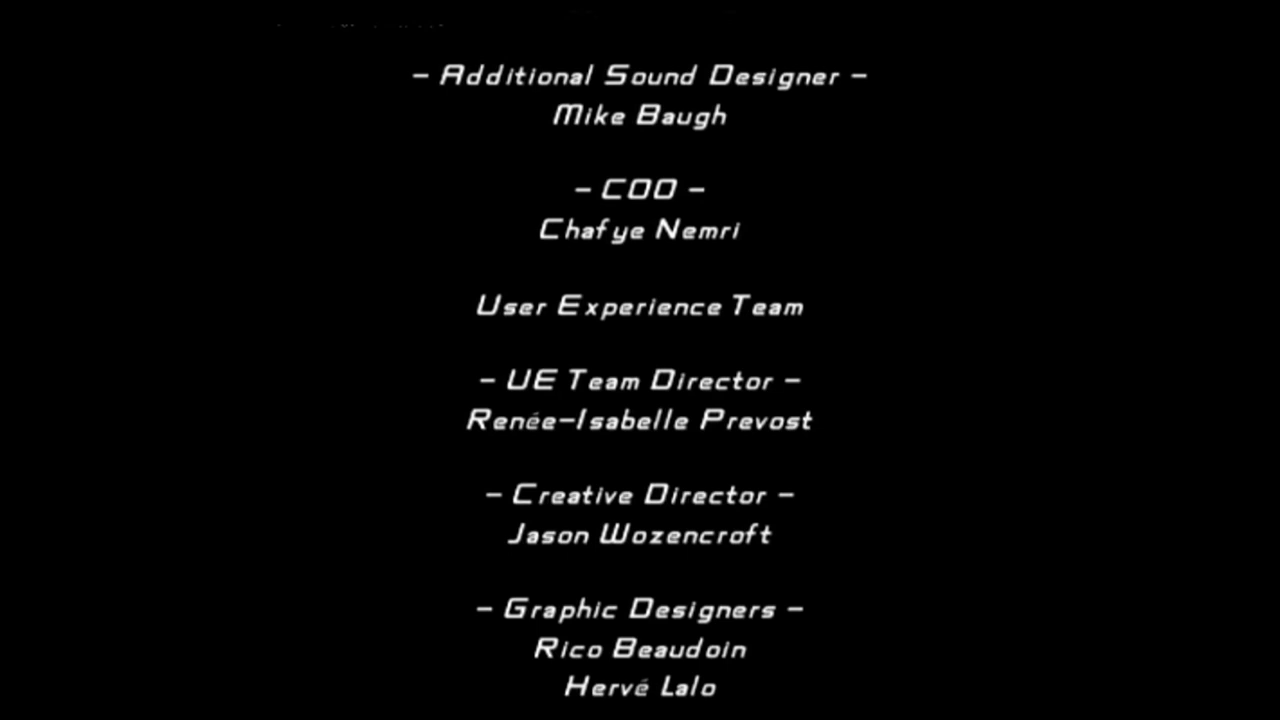 - Additional Sound Designer -
Mike Baugh
- COO -
Chafye Nemri
User Experience Team
- UE Team Director -
Renée-Isabelle Prevost
- Creative Director -
Jason Wozencroft
- Graphic Designers -
Rico Beaudoin
Hervé Lalo